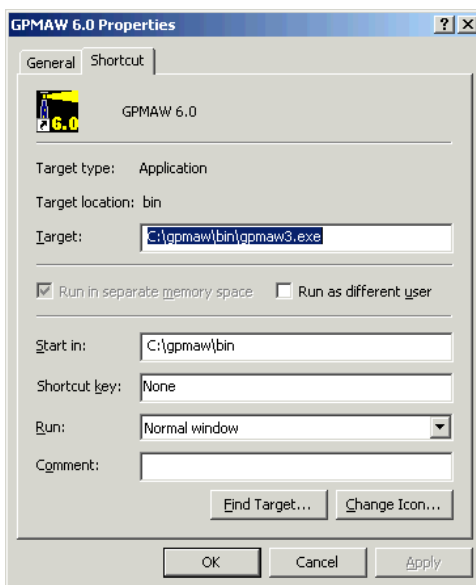 GPMAW 6.0 Properties
General Shortcut
6.0 GPMAW 6.0
Target type: Application
Target location: bin
Target: C:\gpmaw\bin\gpmaw3.exe
Run in separate memory space Run as different user
Start in: C:\gpmaw\bin
Shortcut key: None
Run: Normal window
Comment:
Find Target... Change Icon...
OK Cancel Apply